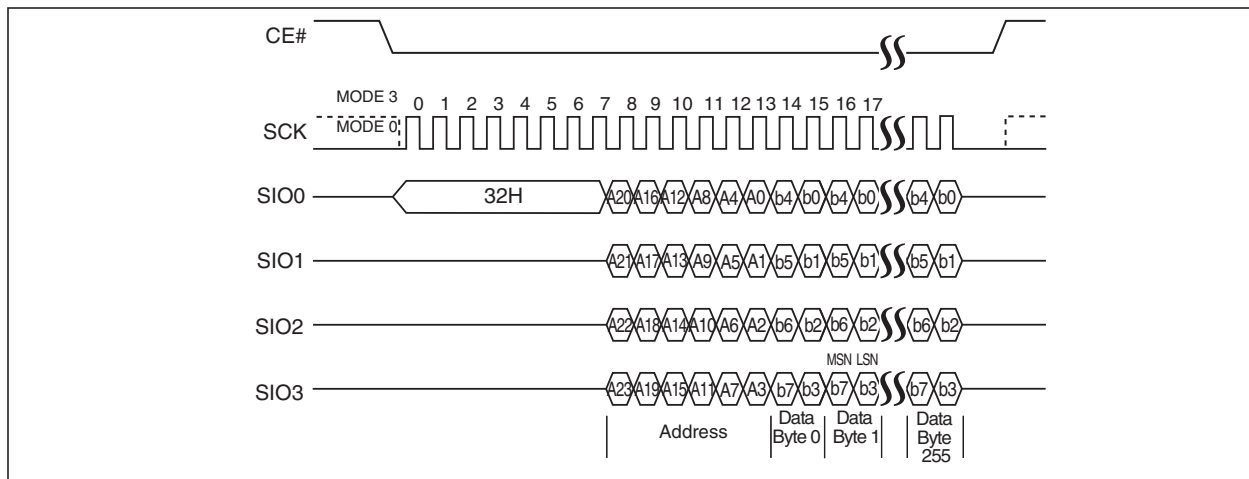 CE#
MODE 3
0 1 2 3 4 5 6 7 8 9 10 11 12 13 14 15 16 17
SCK
MODE 0
SIO0
32H
A20 A16 A12 A8 A4 A0 b4 b0 b4 b0 b4 b0
SIO1
A21 A17 A13 A9 A5 A1 b5 b1 b5 b1 b5 b1
SIO2
A22 A18 A14 A10 A6 A2 b6 b2 b6 b2 b6 b2
MSN LSN
SIO3
A23 A19 A15 A11 A7 A3 b7 b3 b7 b3 b7 b3
Address
Data
Byte 0
Data
Byte 1
Data
Byte
255